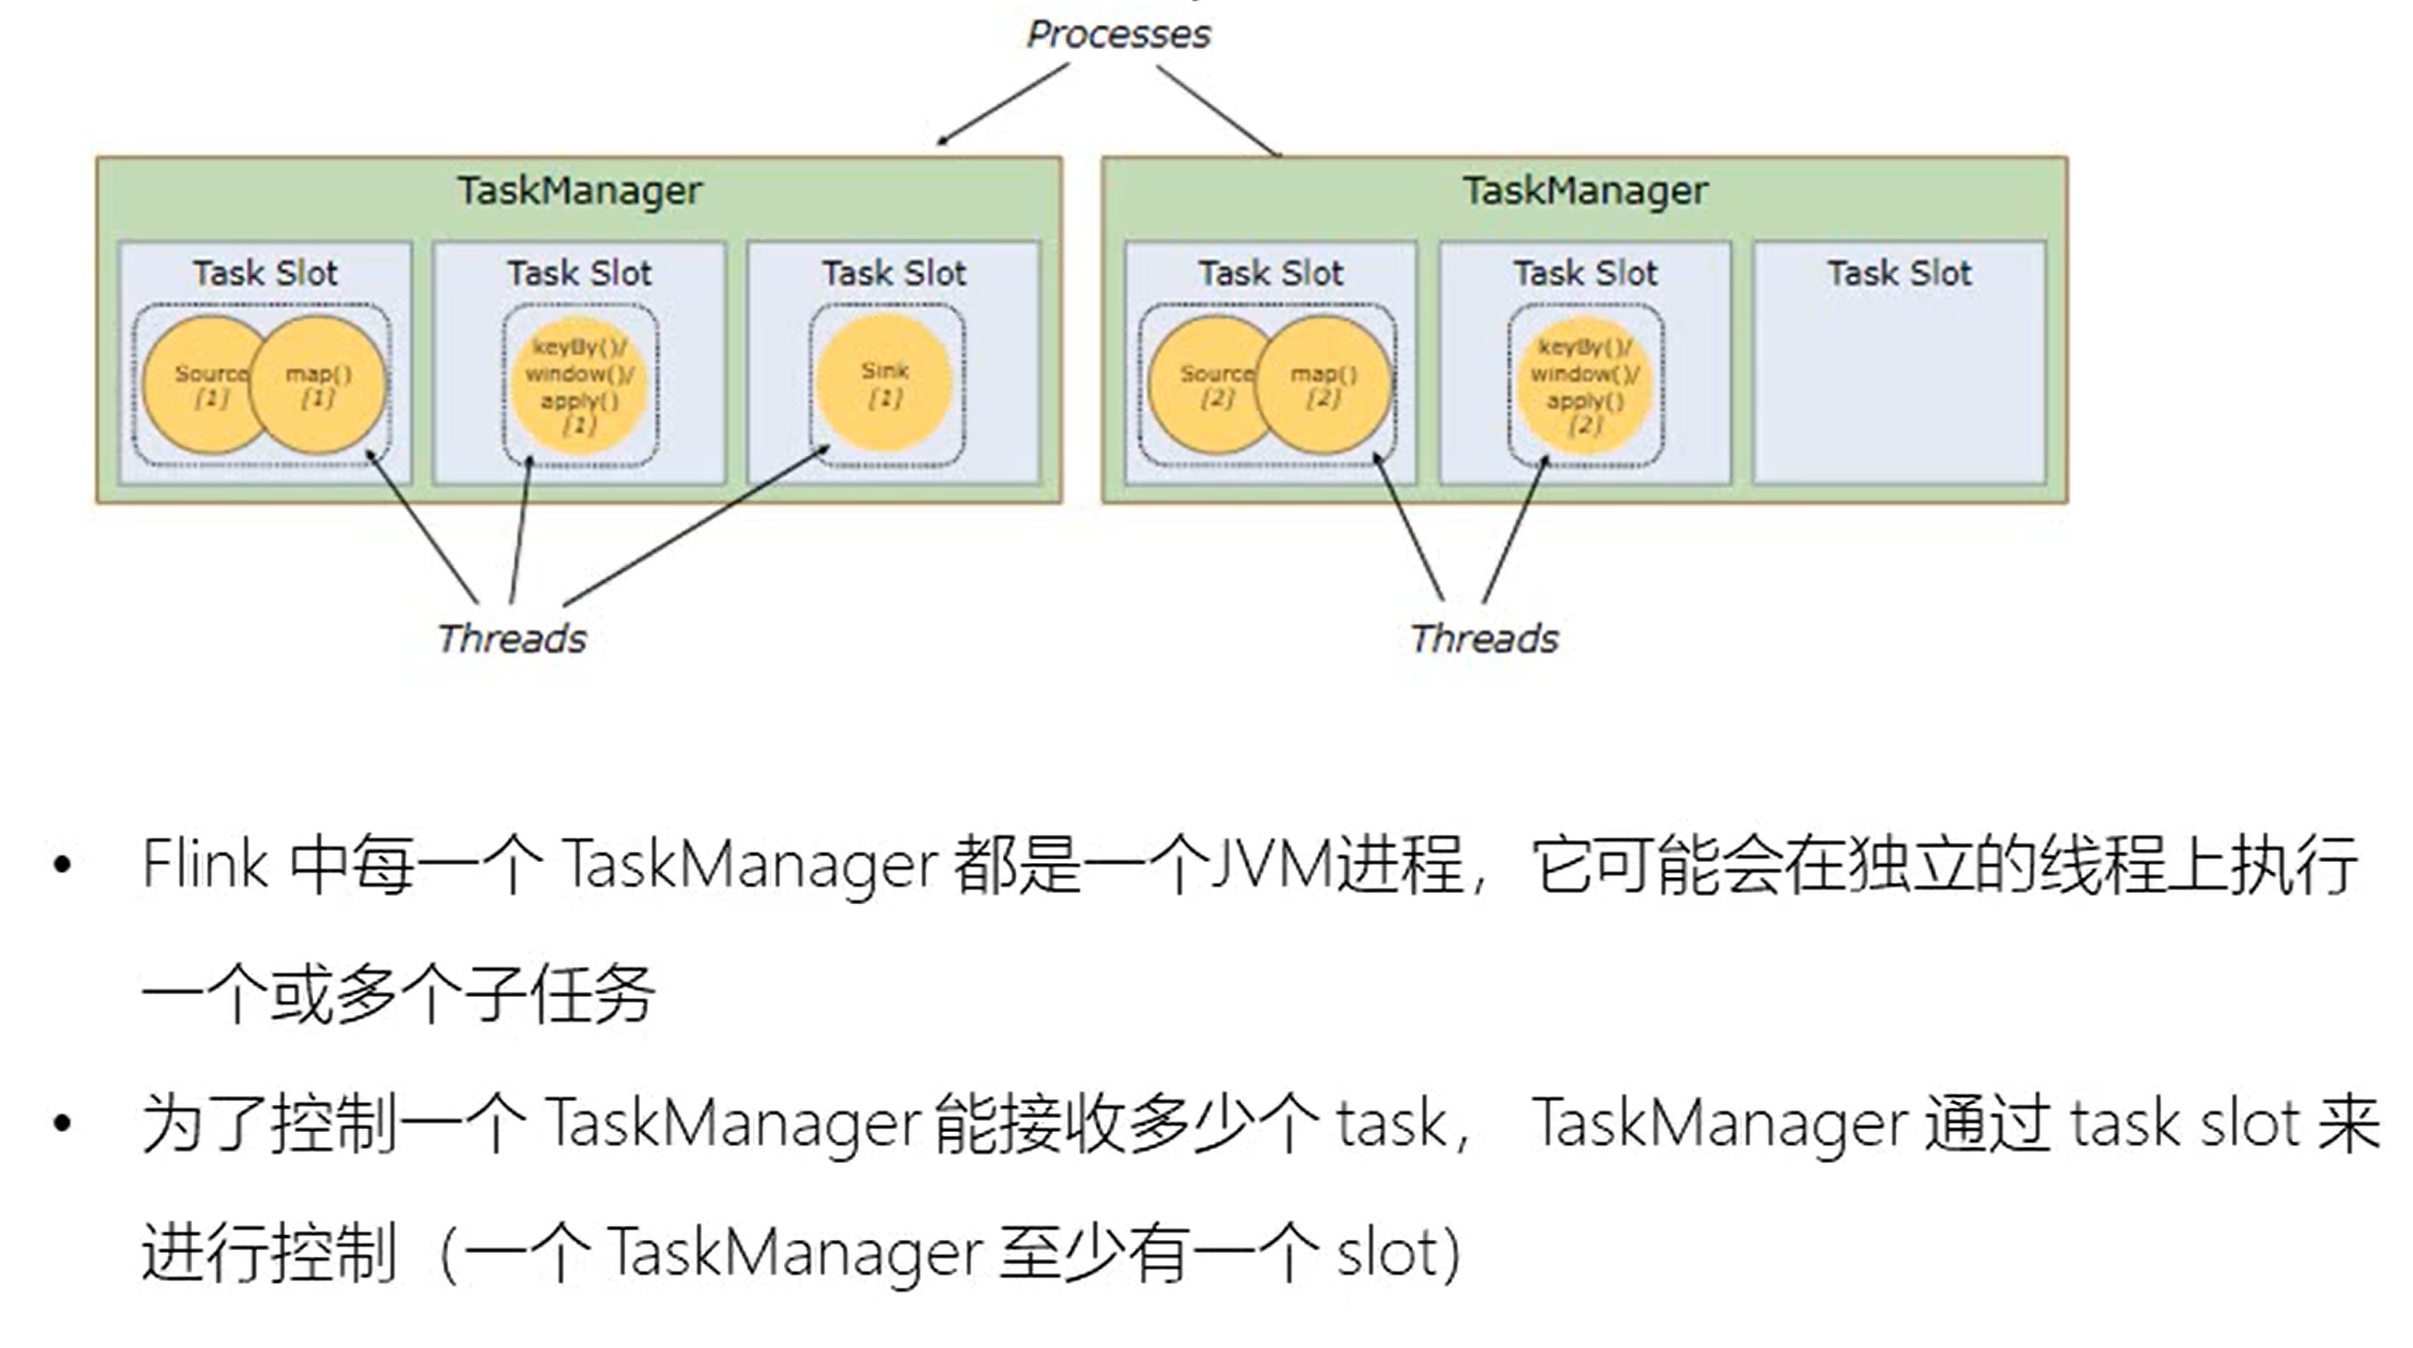 Processes
TaskManager
Task Slot
Source
[1]
map()
[1]
Task Slot
keyBy()/
window()/
apply()
[1]
Task Slot
Sink
[1]
TaskManager
Task Slot
Source
[2]
map()
[2]
Task Slot
keyBy()/
window()/
apply()
[2]
Task Slot
Threads
Threads
• Flink 中每一个 TaskManager 都是一个JVM进程，它可能会在独立的线程上执行
一个或多个子任务
• 为了控制一个 TaskManager 能接收多少个 task， TaskManager 通过 task slot 来
进行控制（一个 TaskManager 至少有一个 slot）